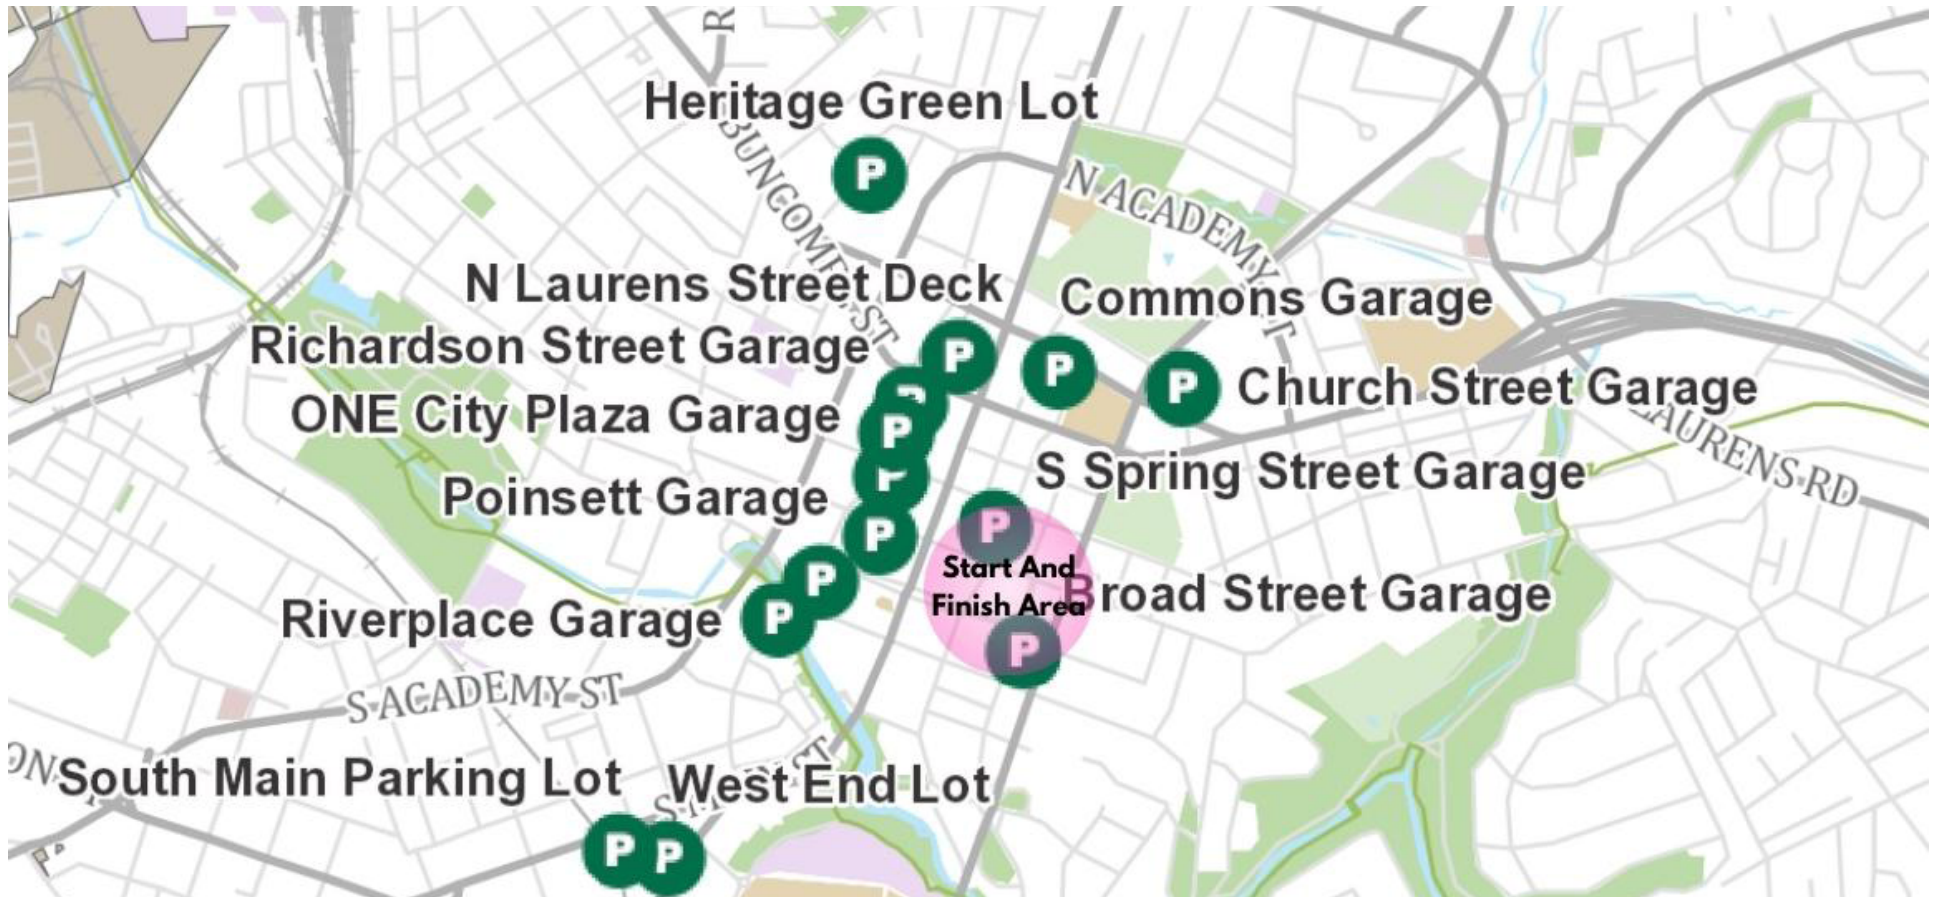 R
Heritage Green Lot
BUNCOMBE ST
N ACADEMY ST
N Laurens Street Deck
Commons Garage
Richardson Street Garage
P
P
P
Church Street Garage
ONE City Plaza Garage
P
LAURENS RD
S Spring Street Garage
Poinsett Garage
P
P
P
Start And
Finish Area
Broad Street Garage
P
Riverplace Garage
P
P
S ACADEMY ST
South Main Parking Lot
West End Lot
P
P